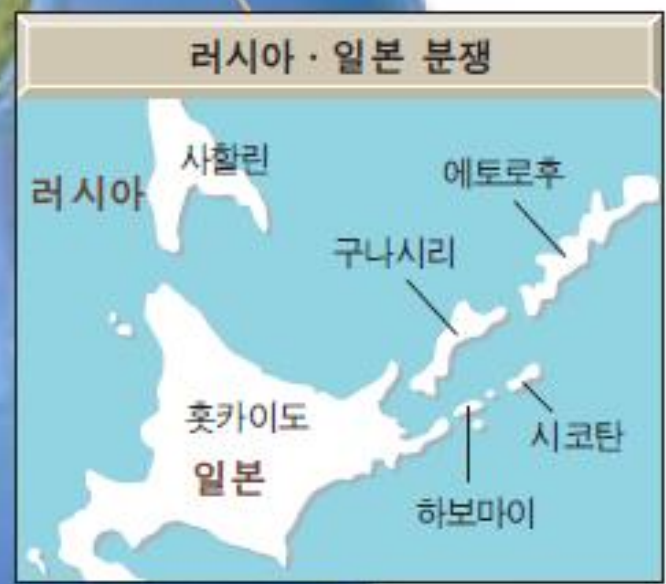 러시아 · 일본 분쟁
사할린
러시아
에토로후
구나시리
홋카이도
시코탄
일본
하보마이